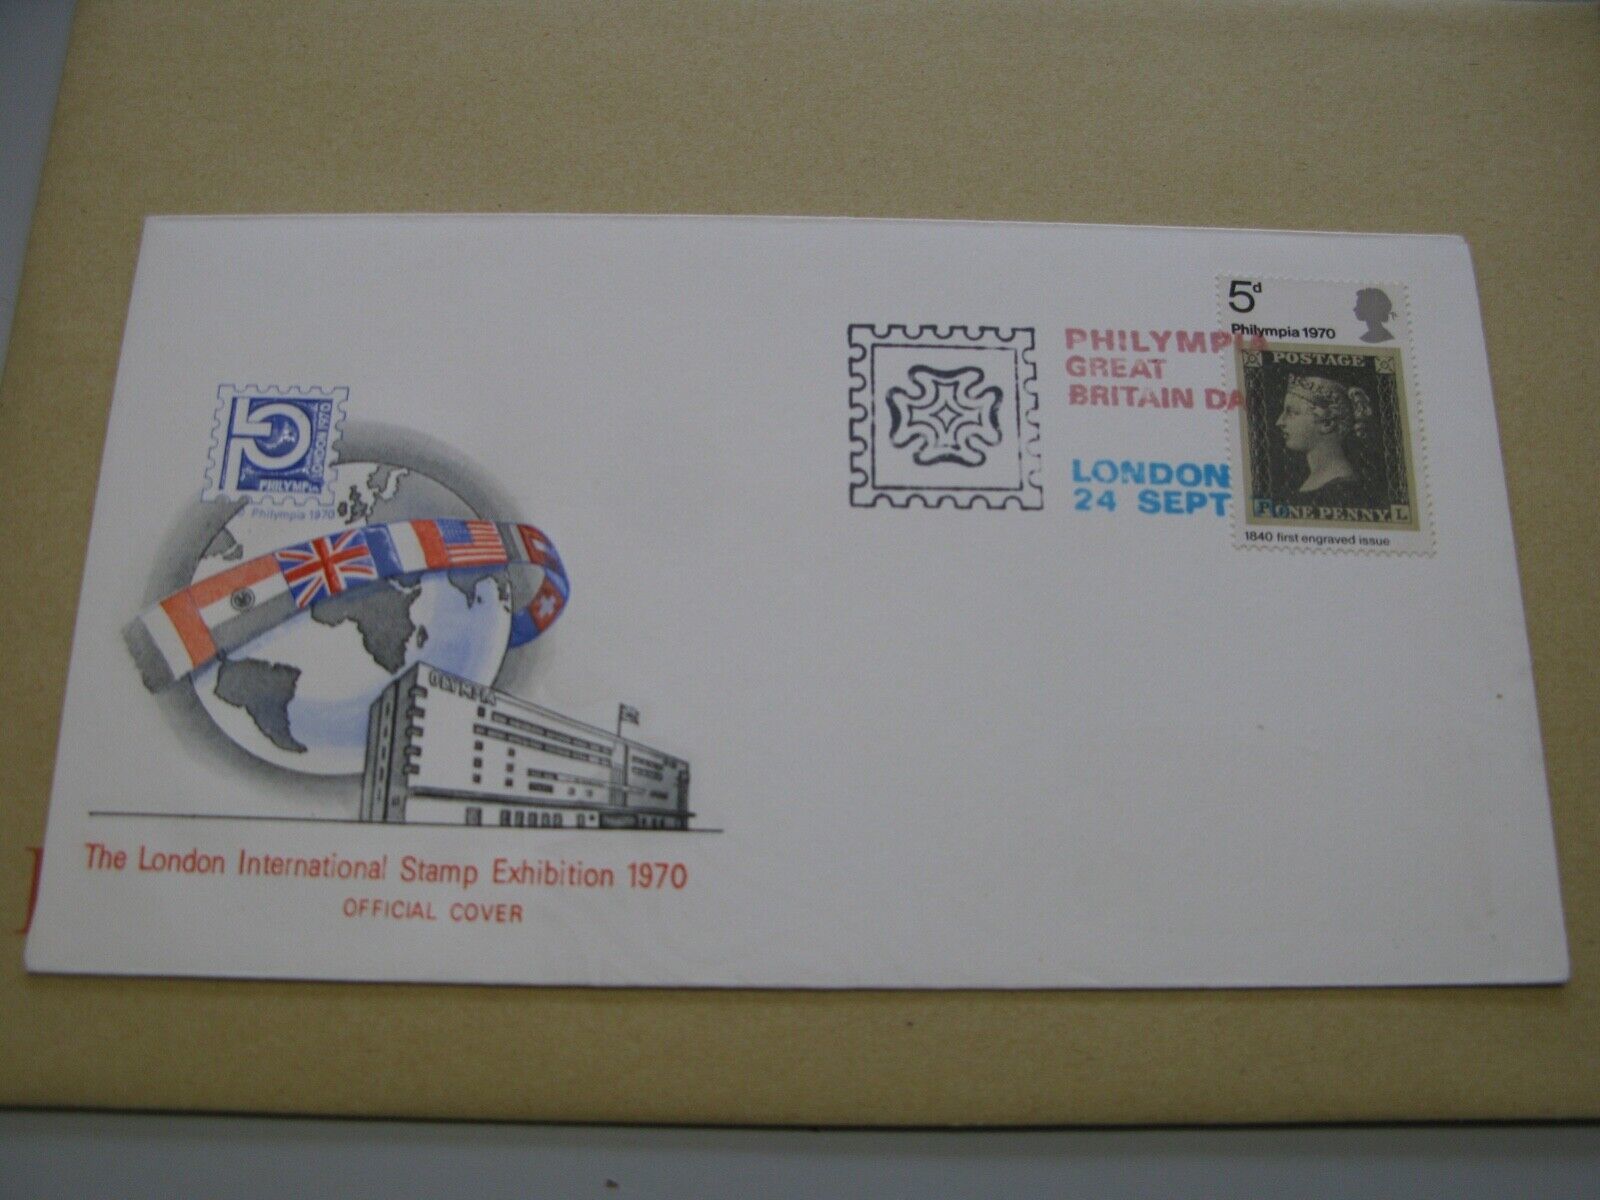 5d
Philympia 1970
POSTAGE
P ONE PENNY. L
1840 first engraved issue
PHILYMPIA
GREAT
BRITAIN DA
LONDON
24 SEPT
LONDON 1970
PHILYMPIA
Philympia 1970
OLYMPIA
The London International Stamp Exhibition 1970
OFFICIAL COVER